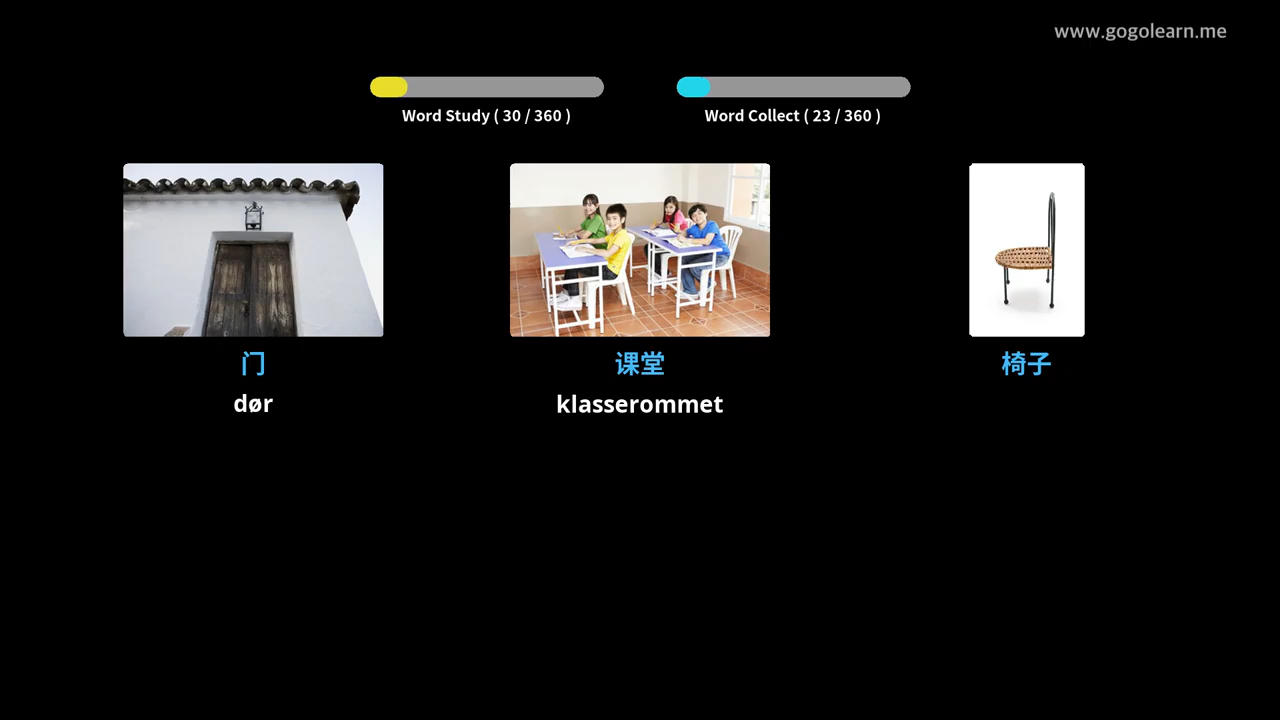 www.gogolearn.me
Word Study ( 30 / 360 )
Word Collect ( 23 / 360 )
门
课堂
椅子
dør
klasserommet